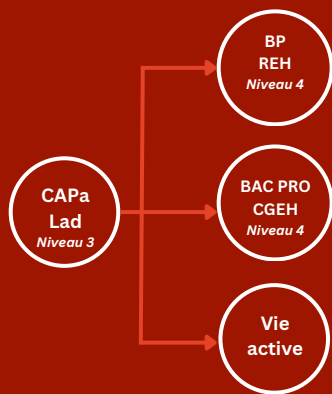 CAPa
Lad
Niveau 3
BP
REH
Niveau 4
BAC PRO
CGEH
Niveau 4
Vie
active